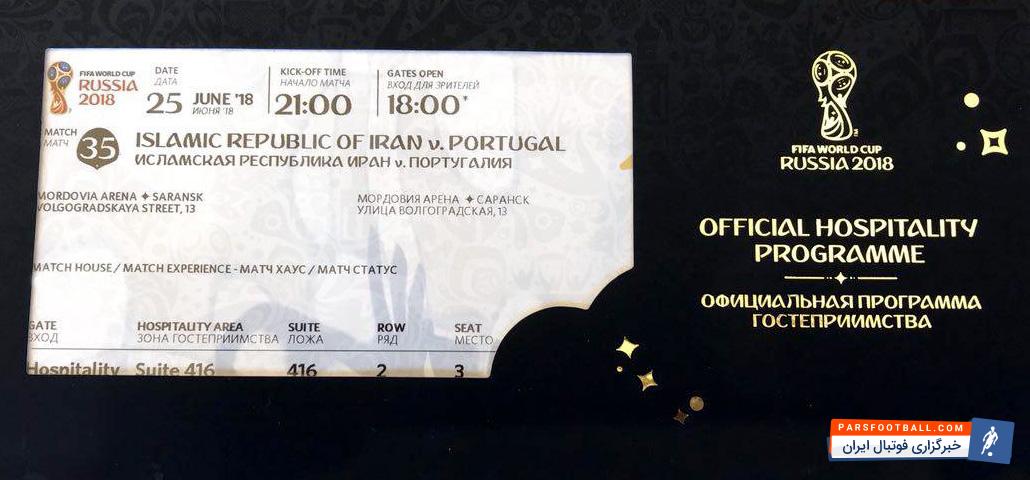 FIFA WORLD CUP
RUSSIA
2018
DATE
ДАТА
25 JUNE '18
ИЮНЯ '18
KICK-OFF TIME
НАЧАЛО МАТЧА
21:00
GATES OPEN
ВХОД ДЛЯ ЗРИТЕЛЕЙ
18:00*
MATCH
МАТЧ
35
ISLAMIC REPUBLIC OF IRAN v. PORTUGAL
ИСЛАМСКАЯ РЕСПУБЛИКА ИРАН v. ПОРТУГАЛИЯ
MORDOVIA ARENA ✦ SARANSK
VOLGOGRADSKAYA STREET, 13
МОРДОВИЯ АРЕНА ✦ САРАНСК
УЛИЦА ВОЛГОГРАДСКАЯ, 13
MATCH HOUSE / MATCH EXPERIENCE - МАТЧ ХАУС / МАТЧ СТАТУС
GATE
ВХОД
Hospitality
HOSPITALITY AREA
ЗОНА ГОСТЕПРИИМСТВА
Suite 416
SUITE
ЛОЖА
416
ROW
РЯД
2
SEAT
МЕСТО
3
FIFA WORLD CUP
RUSSIA 2018
OFFICIAL HOSPITALITY
PROGRAMME
ОФИЦИАЛЬНАЯ ПРОГРАММА
ГОСТЕПРИИМСТВА
PARSFOOTBALL.COM
خبرگزاری فوتبال ایران